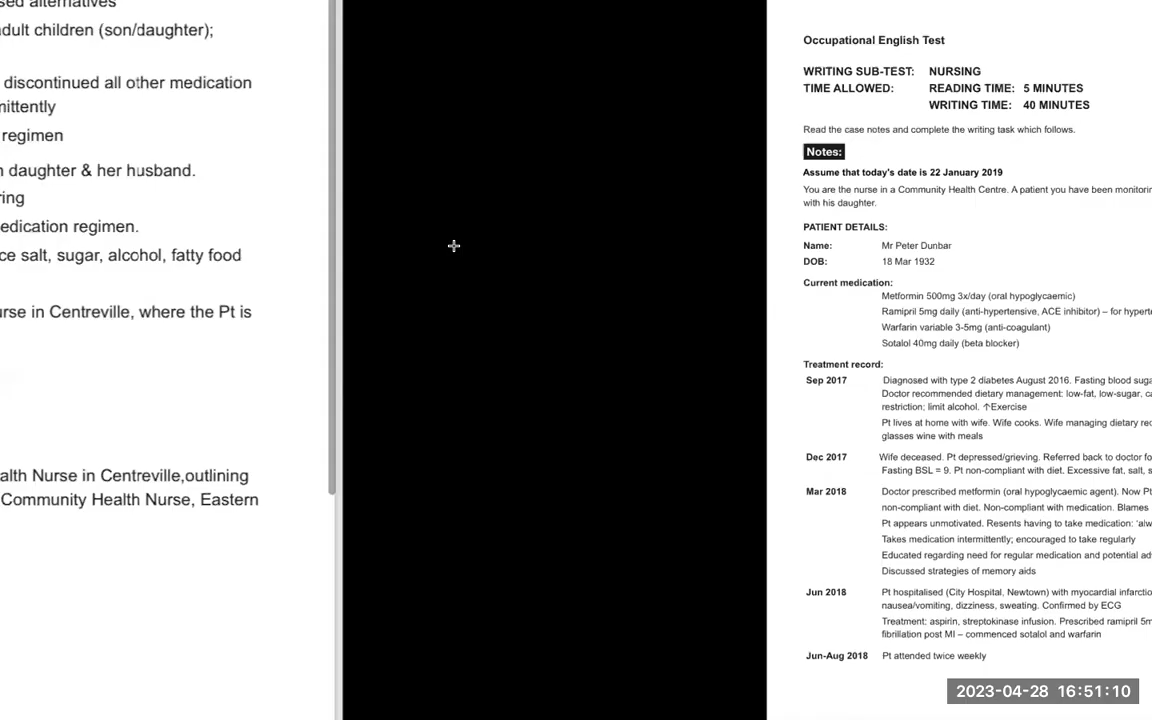 sed alternatives
adult children (son/daughter);
discontinued all other medication
mittently
regimen
daughter & her husband.
ring
edication regimen.
ce salt, sugar, alcohol, fatty food
urse in Centreville, where the Pt is
alth Nurse in Centreville,outlining
Community Health Nurse, Eastern
Occupational English Test
WRITING SUB-TEST: NURSING
TIME ALLOWED: READING TIME: 5 MINUTES
WRITING TIME: 40 MINUTES
Read the case notes and complete the writing task which follows.
Notes:
Assume that today's date is 22 January 2019
You are the nurse in a Community Health Centre. A patient you have been monitorin
with his daughter.
PATIENT DETAILS:
Name: Mr Peter Dunbar
DOB: 18 Mar 1932
Current medication:
Metformin 500mg 3x/day (oral hypoglycaemic)
Ramipril 5mg daily (anti-hypertensive, ACE inhibitor) – for hyperte
Warfarin variable 3-5mg (anti-coagulant)
Sotalol 40mg daily (beta blocker)
Treatment record:
Sep 2017 Diagnosed with type 2 diabetes August 2016. Fasting blood suga
Doctor recommended dietary management: low-fat, low-sugar, ca
restriction; limit alcohol. ↑Exercise
Pt lives at home with wife. Wife cooks. Wife managing dietary rec
glasses wine with meals
Dec 2017 Wife deceased. Pt depressed/grieving. Referred back to doctor fo
Fasting BSL = 9. Pt non-compliant with diet. Excessive fat, salt, s
Mar 2018 Doctor prescribed metformin (oral hypoglycaemic agent). Now Pt
non-compliant with diet. Non-compliant with medication. Blames
Pt appears unmotivated. Resents having to take medication: 'alw
Takes medication intermittently; encouraged to take regularly
Educated regarding need for regular medication and potential ad
Discussed strategies of memory aids
Jun 2018 Pt hospitalised (City Hospital, Newtown) with myocardial infarctio
nausea/vomiting, dizziness, sweating. Confirmed by ECG
Treatment: aspirin, streptokinase infusion. Prescribed ramipril 5m
fibrillation post MI – commenced sotalol and warfarin
Jun-Aug 2018 Pt attended twice weekly
2023-04-28 16:51:10